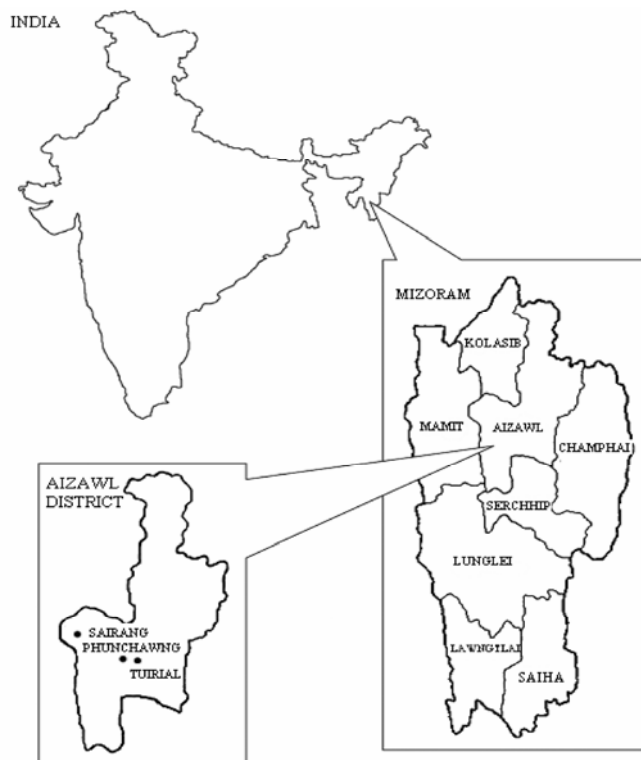 INDIA
MIZORAM
KOLASIB
MAMIT
AIZAWL
CHAMPHAI
SERCHHIP
LUNGLEI
LAWNGTLAI
SAIHA
AIZAWL
DISTRICT
SAIRANG
PHUNCHAWNG
TUIRIAL